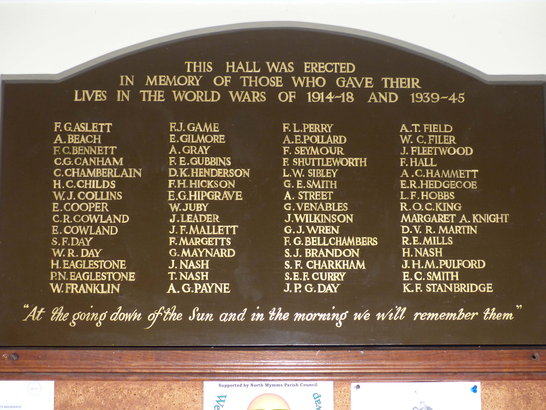 THIS HALL WAS ERECTED
IN MEMORY OF THOSE WHO GAVE THEIR
LIVES IN THE WORLD WARS OF 1914-18 AND 1939-45
F.G.ASLETT
A. BEACH
F.C. BENNETT
C.G. CANHAM
C. CHAMBERLAIN
H.C. CHILDS
W.J. COLLINS
E. COOPER
C.R. COWLAND
E. COWLAND
S.F. DAY
W.R. DAY
H. EAGLESTONE
P.N. EAGLESTONE
W. FRANKLIN
F.J. GAME
E. GILMORE
A. GRAY
F.E. GUBBINS
D.K. HENDERSON
F.H. HICKSON
E.G. HIPGRAVE
W. JUBY
J. LEADER
J.F. MALLETT
F. MARGETTS
G. MAYNARD
J. NASH
T. NASH
A.G. PAYNE
F.L. PERRY
A.E. POLLARD
F. SEYMOUR
F. SHUTTLEWORTH
L.W. SIBLEY
G.E. SMITH
A. STREET
G. VENABLES
J. WILKINSON
G.J. WREN
F.G. BELLCHAMBERS
S.J. BRANDON
S.F. CHARKHAM
S.E.F. CURRY
J.P.G. DAY
A.T. FIELD
W.C. FILER
J. FLEETWOOD
F. HALL
A.C. HAMMETT
E.R. HEDGECOE
L.F. HOBBS
R.O.C. KING
MARGARET A. KNIGHT
D.V.R. MARTIN
R.E. MILLS
H. NASH
J.H.M. PULFORD
E.C. SMITH
K.F. STANBRIDGE
"At the going down of the Sun and in the morning we will remember them"
Supported by North Mymms Parish Council